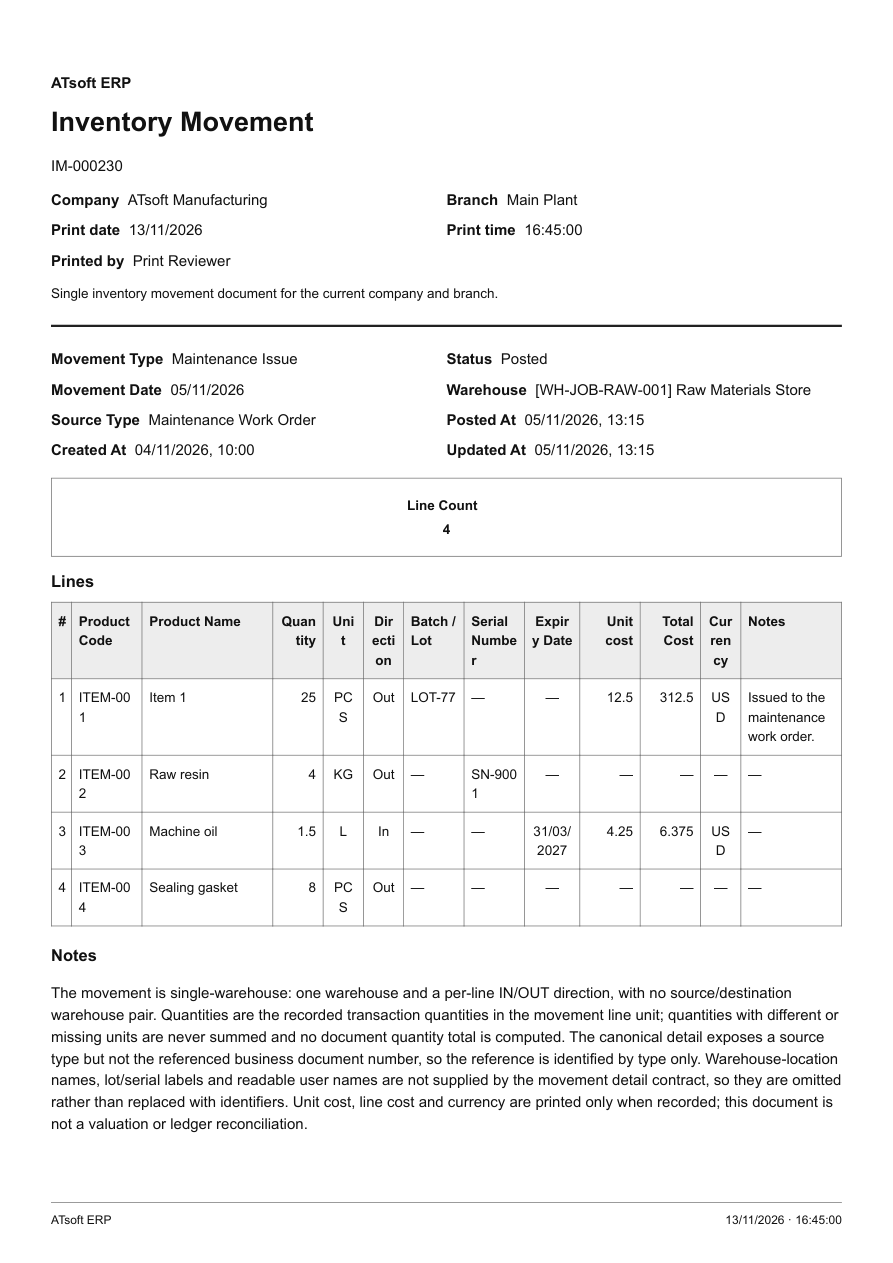 ATsoft ERP
Inventory Movement
IM-000230
Company ATsoft Manufacturing
Branch Main Plant
Print date 13/11/2026
Print time 16:45:00
Printed by Print Reviewer
Single inventory movement document for the current company and branch.
Movement Type Maintenance Issue
Status Posted
Movement Date 05/11/2026
Warehouse [WH-JOB-RAW-001] Raw Materials Store
Source Type Maintenance Work Order
Posted At 05/11/2026, 13:15
Created At 04/11/2026, 10:00
Updated At 05/11/2026, 13:15
Line Count
4
Lines
# Product Code Product Name Quantity Unit Direction Batch / Lot Serial Number Expiry Date Unit cost Total Cost Currency Notes
1 ITEM-001 Item 1 25 PCS Out LOT-77 — — 12.5 312.5 USD Issued to the maintenance work order.
2 ITEM-002 Raw resin 4 KG Out — SN-9001 — — — — —
3 ITEM-003 Machine oil 1.5 L In — — 31/03/2027 4.25 6.375 USD —
4 ITEM-004 Sealing gasket 8 PCS Out — — — — — — —
Notes
The movement is single-warehouse: one warehouse and a per-line IN/OUT direction, with no source/destination
warehouse pair. Quantities are the recorded transaction quantities in the movement line unit; quantities with different or
missing units are never summed and no document quantity total is computed. The canonical detail exposes a source
type but not the referenced business document number, so the reference is identified by type only. Warehouse-location
names, lot/serial labels and readable user names are not supplied by the movement detail contract, so they are omitted
rather than replaced with identifiers. Unit cost, line cost and currency are printed only when recorded; this document is
not a valuation or ledger reconciliation.
ATsoft ERP
13/11/2026 · 16:45:00